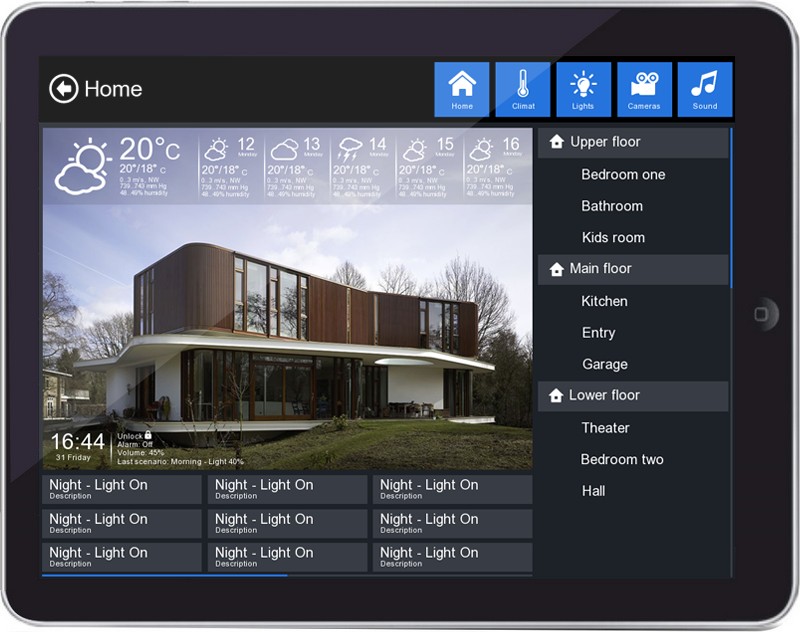 Home
Home
Climat
Lights
Cameras
Sound
20°C
20°/18° C
0..3 m/s, NW
739..743 mm Hg
48..49% humidity
12
Monday
20°/18° C
0..3 m/s, NW
739..743 mm Hg
48..49% humidity
13
Monday
20°/18° C
0..3 m/s, NW
739..743 mm Hg
48..49% humidity
14
Monday
20°/18° C
0..3 m/s, NW
739..743 mm Hg
48..49% humidity
15
Monday
20°/18° C
0..3 m/s, NW
739..743 mm Hg
48..49% humidity
16
Monday
20°/18° C
0..3 m/s, NW
739..743 mm Hg
48..49% humidity
16:44
31 Friday
Unlock
Alarm: Off
Volume: 45%
Last scenario: Morning - Light 40%
Night - Light On
Description
Night - Light On
Description
Night - Light On
Description
Night - Light On
Description
Night - Light On
Description
Night - Light On
Description
Night - Light On
Description
Night - Light On
Description
Night - Light On
Description
Upper floor
Bedroom one
Bathroom
Kids room
Main floor
Kitchen
Entry
Garage
Lower floor
Theater
Bedroom two
Hall